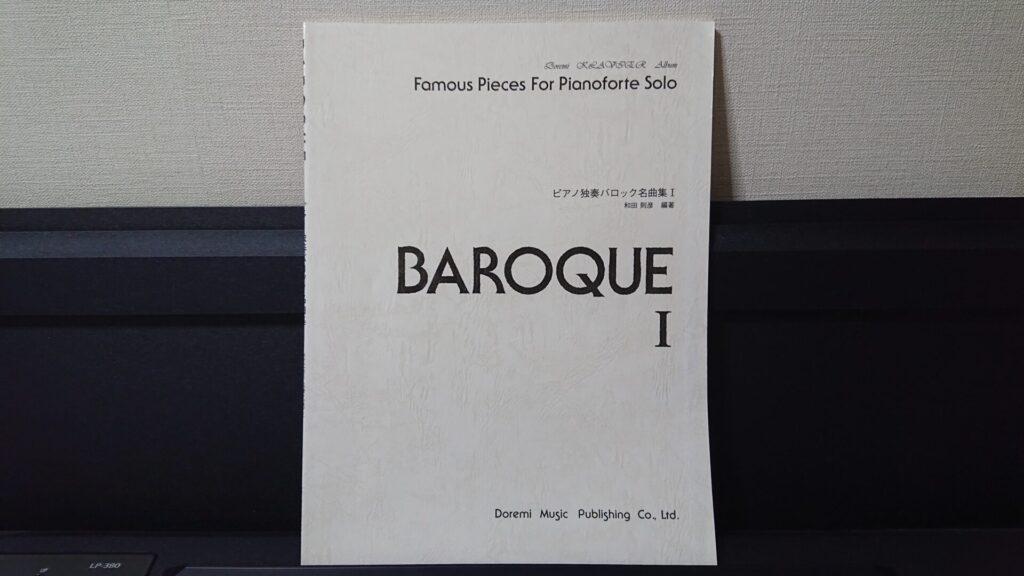 Doremi KLAVIER Album
Famous Pieces For Pianoforte Solo
ピアノ独奏バロック名曲集 I
和田 則彦 編著
BAROQUE
I
Doremi Music Publishing Co., Ltd.
LP-380